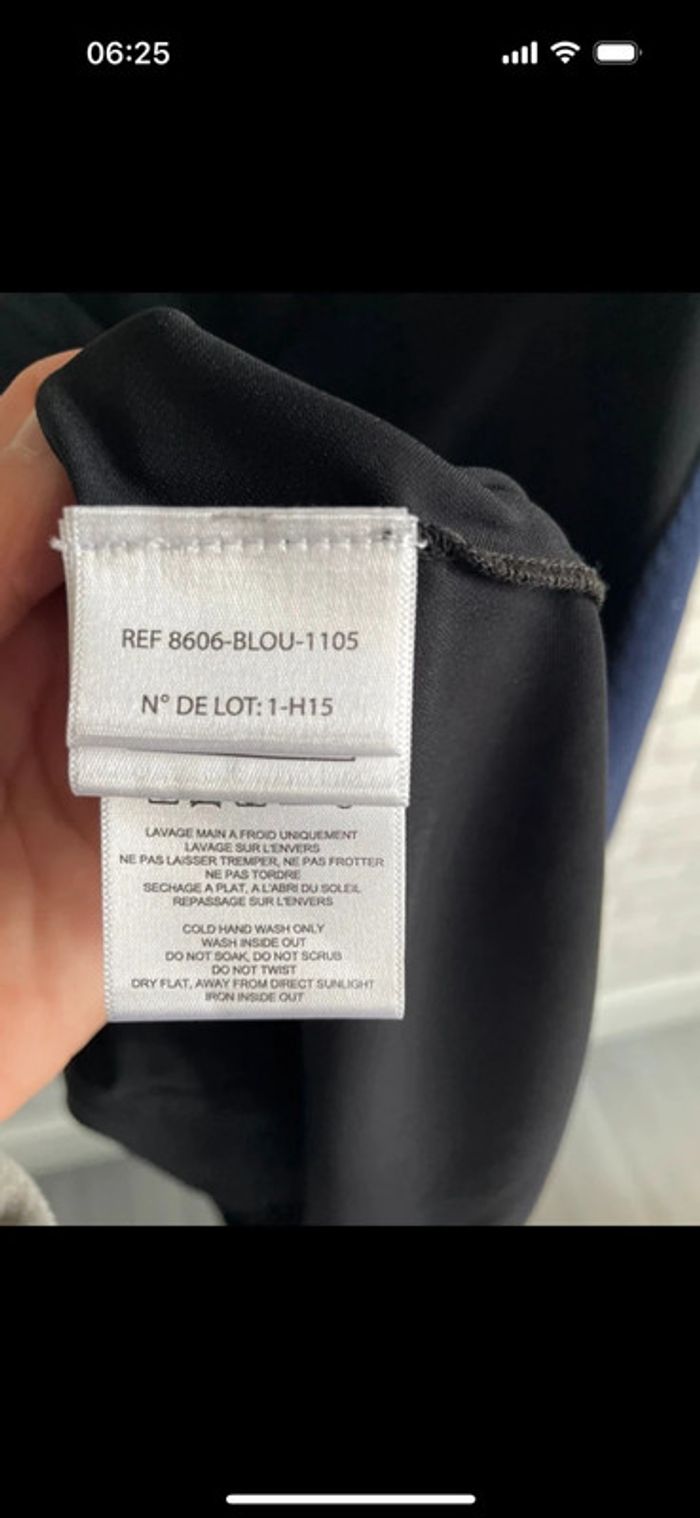 06:25
REF 8606-BLOU-1105
N° DE LOT: 1-H15
LAVAGE MAIN A FROID UNIQUEMENT
LAVAGE SUR L'ENVERS
NE PAS LAISSER TREMPER, NE PAS FROTTER
NE PAS TORDRE
SECHAGE A PLAT, A L'ABRI DU SOLEIL
REPASSAGE SUR L'ENVERS
COLD HAND WASH ONLY
WASH INSIDE OUT
DO NOT SOAK, DO NOT SCRUB
DO NOT TWIST
DRY FLAT, AWAY FROM DIRECT SUNLIGHT
IRON INSIDE OUT